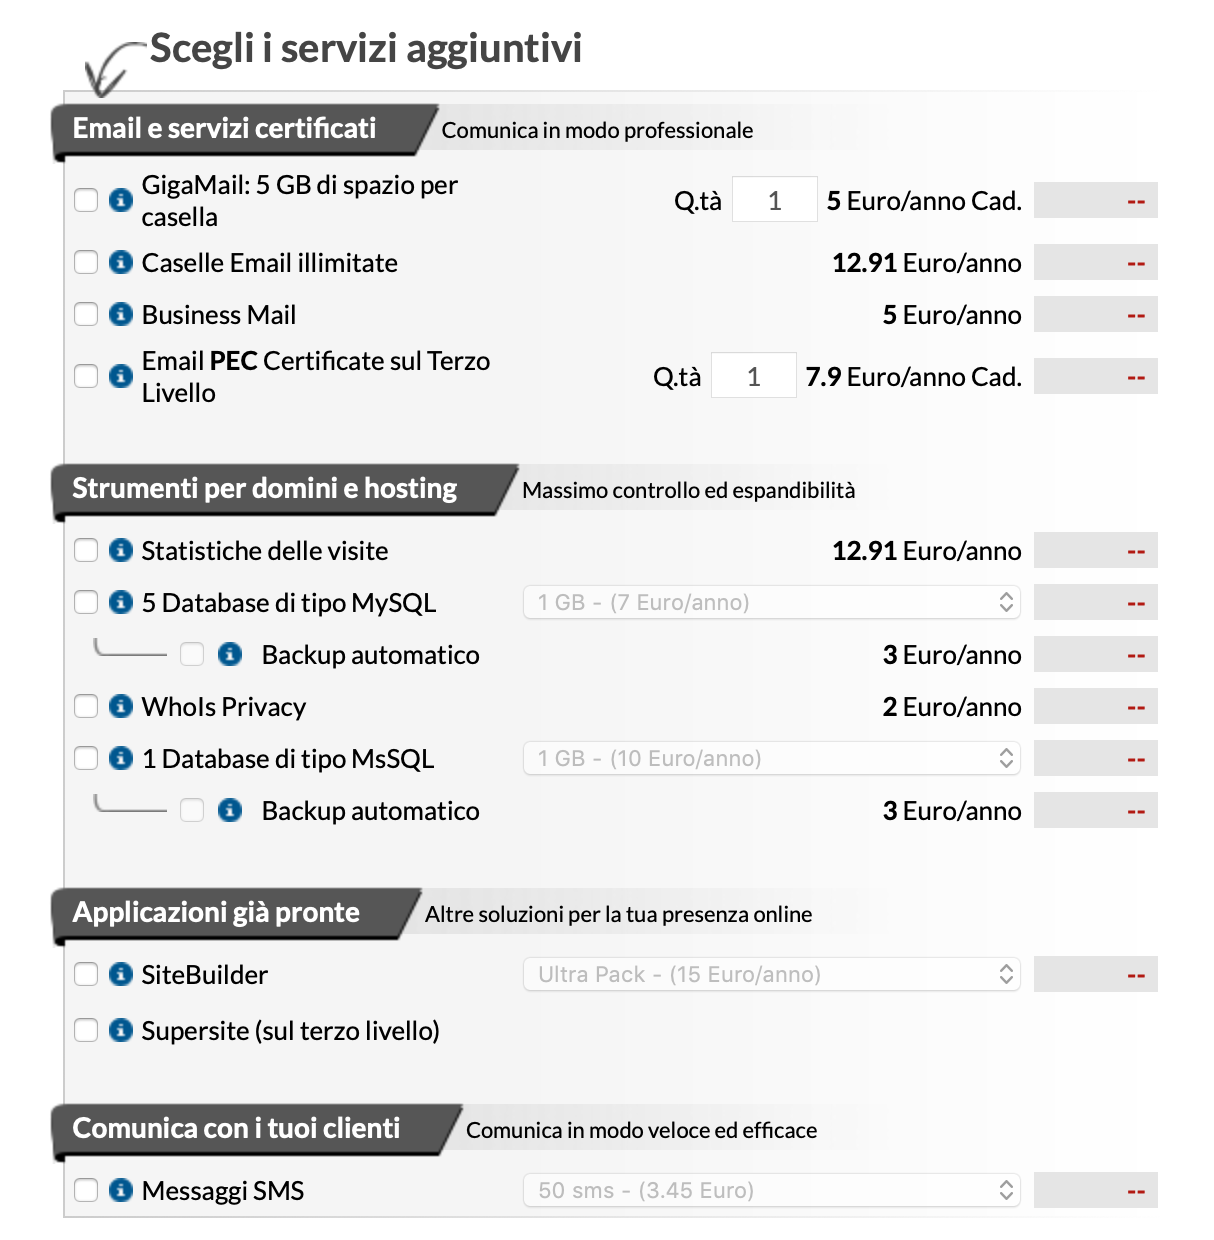 Scegli i servizi aggiuntivi
Email e servizi certificati Comunica in modo professionale
GigaMail: 5 GB di spazio per
casella
Q.tà 1 5 Euro/anno Cad. --
Caselle Email illimitate 12.91 Euro/anno --
Business Mail 5 Euro/anno --
Email PEC Certificate sul Terzo
Livello
Q.tà 1 7.9 Euro/anno Cad. --
Strumenti per domini e hosting Massimo controllo ed espandibilità
Statistiche delle visite 12.91 Euro/anno --
5 Database di tipo MySQL 1 GB - (7 Euro/anno) --
Backup automatico 3 Euro/anno --
WhoIs Privacy 2 Euro/anno --
1 Database di tipo MsSQL 1 GB - (10 Euro/anno) --
Backup automatico 3 Euro/anno --
Applicazioni già pronte Altre soluzioni per la tua presenza online
SiteBuilder Ultra Pack - (15 Euro/anno) --
Supersite (sul terzo livello)
Comunica con i tuoi clienti Comunica in modo veloce ed efficace
Messaggi SMS 50 sms - (3.45 Euro) --